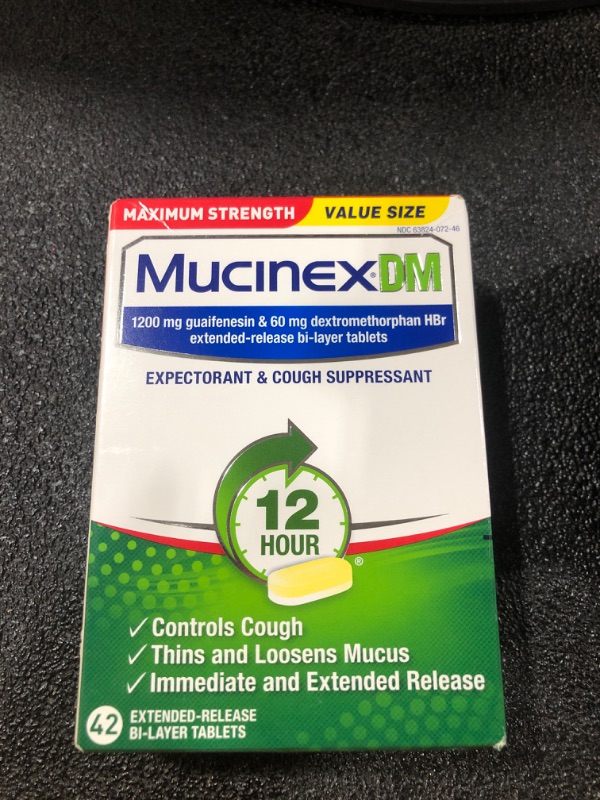 MAXIMUM STRENGTH VALUE SIZE
NDC 63824-072-46
MUCINEX® DM
1200 mg guaifenesin & 60 mg dextromethorphan HBr
extended-release bi-layer tablets
EXPECTORANT & COUGH SUPPRESSANT
12
HOUR
®
✓ Controls Cough
✓ Thins and Loosens Mucus
✓ Immediate and Extended Release
42 EXTENDED-RELEASE
BI-LAYER TABLETS